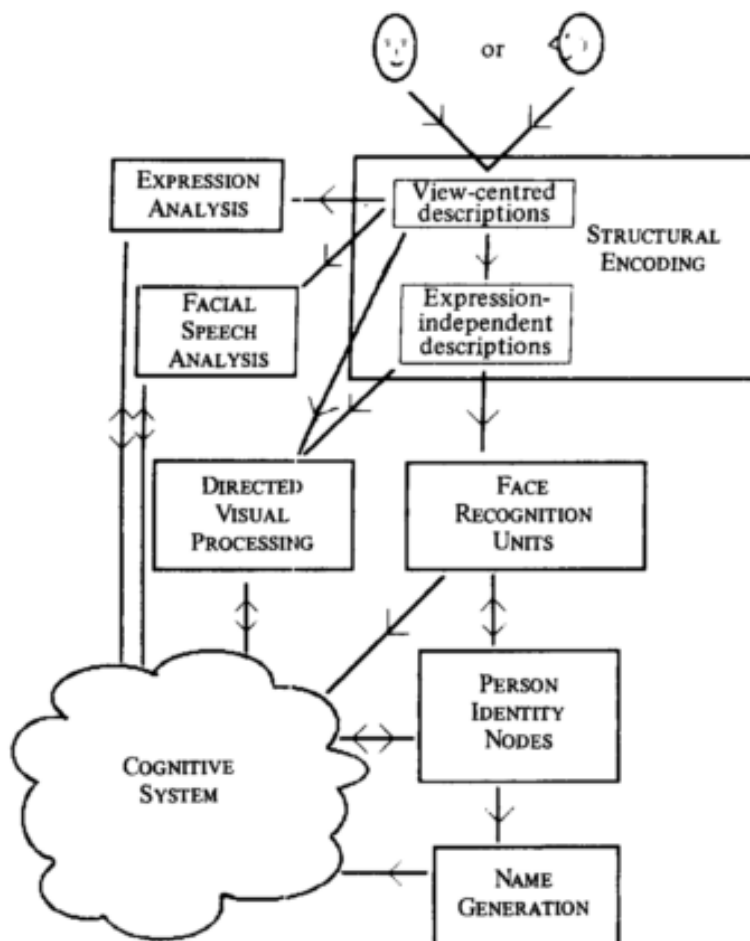 or
EXPRESSION
ANALYSIS
View-centred
descriptions
STRUCTURAL
ENCODING
FACIAL
SPEECH
ANALYSIS
Expression-
independent
descriptions
DIRECTED
VISUAL
PROCESSING
FACE
RECOGNITION
UNITS
PERSON
IDENTITY
NODES
COGNITIVE
SYSTEM
NAME
GENERATION